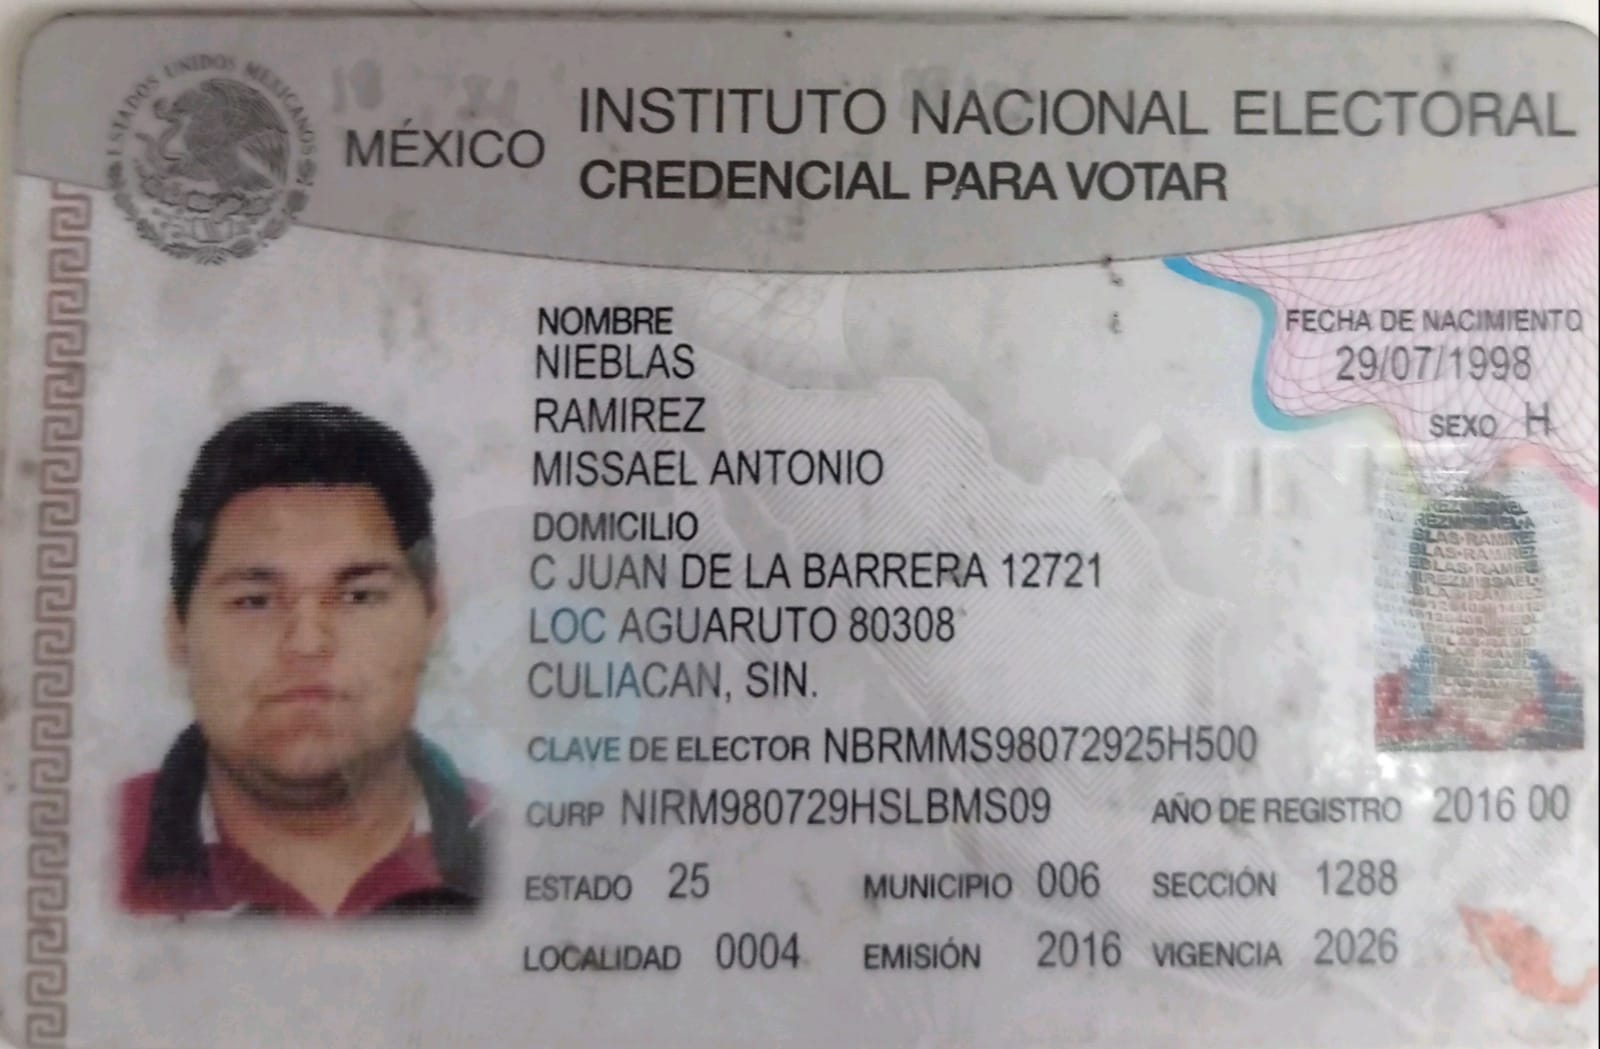 ESTADOS UNIDOS MEXICANOS
MÉXICO
INSTITUTO NACIONAL ELECTORAL
CREDENCIAL PARA VOTAR
NOMBRE
NIEBLAS
RAMIREZ
MISSAEL ANTONIO
FECHA DE NACIMIENTO
29/07/1998
SEXO H
DOMICILIO
C JUAN DE LA BARRERA 12721
LOC AGUARUTO 80308
CULIACAN, SIN.
CLAVE DE ELECTOR NBRMMS98072925H500
CURP NIRM980729HSLBMS09 AÑO DE REGISTRO 2016 00
ESTADO 25 MUNICIPIO 006 SECCIÓN 1288
LOCALIDAD 0004 EMISIÓN 2016 VIGENCIA 2026